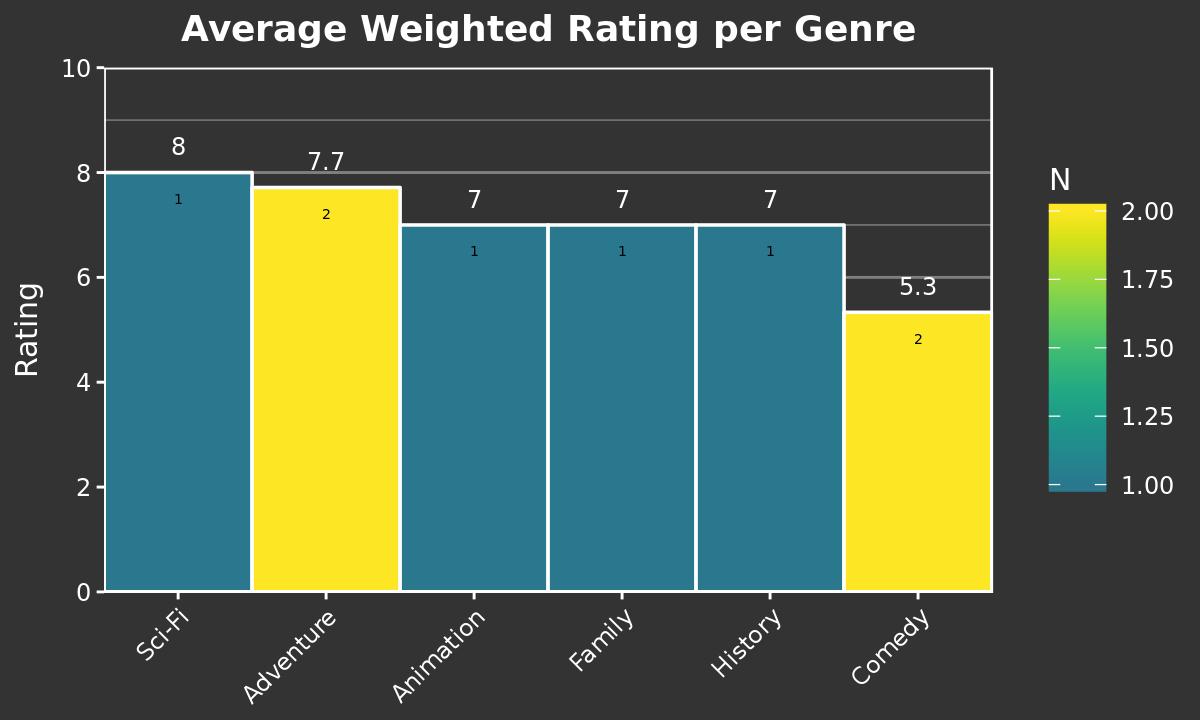 Average Weighted Rating per Genre
10
8
6
4
2
0
Rating
8
7.7
7
7
7
5.3
1
2
1
1
1
2
Sci-Fi
Adventure
Animation
Family
History
Comedy
N
2.00
1.75
1.50
1.25
1.00